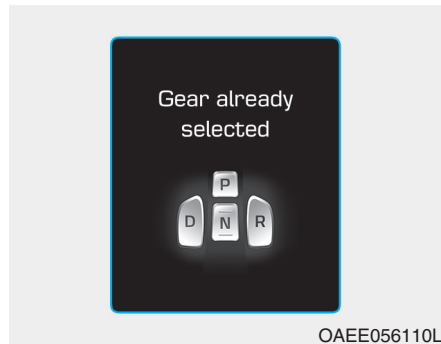 Gear already
selected
P
D N R
OAEE056110L